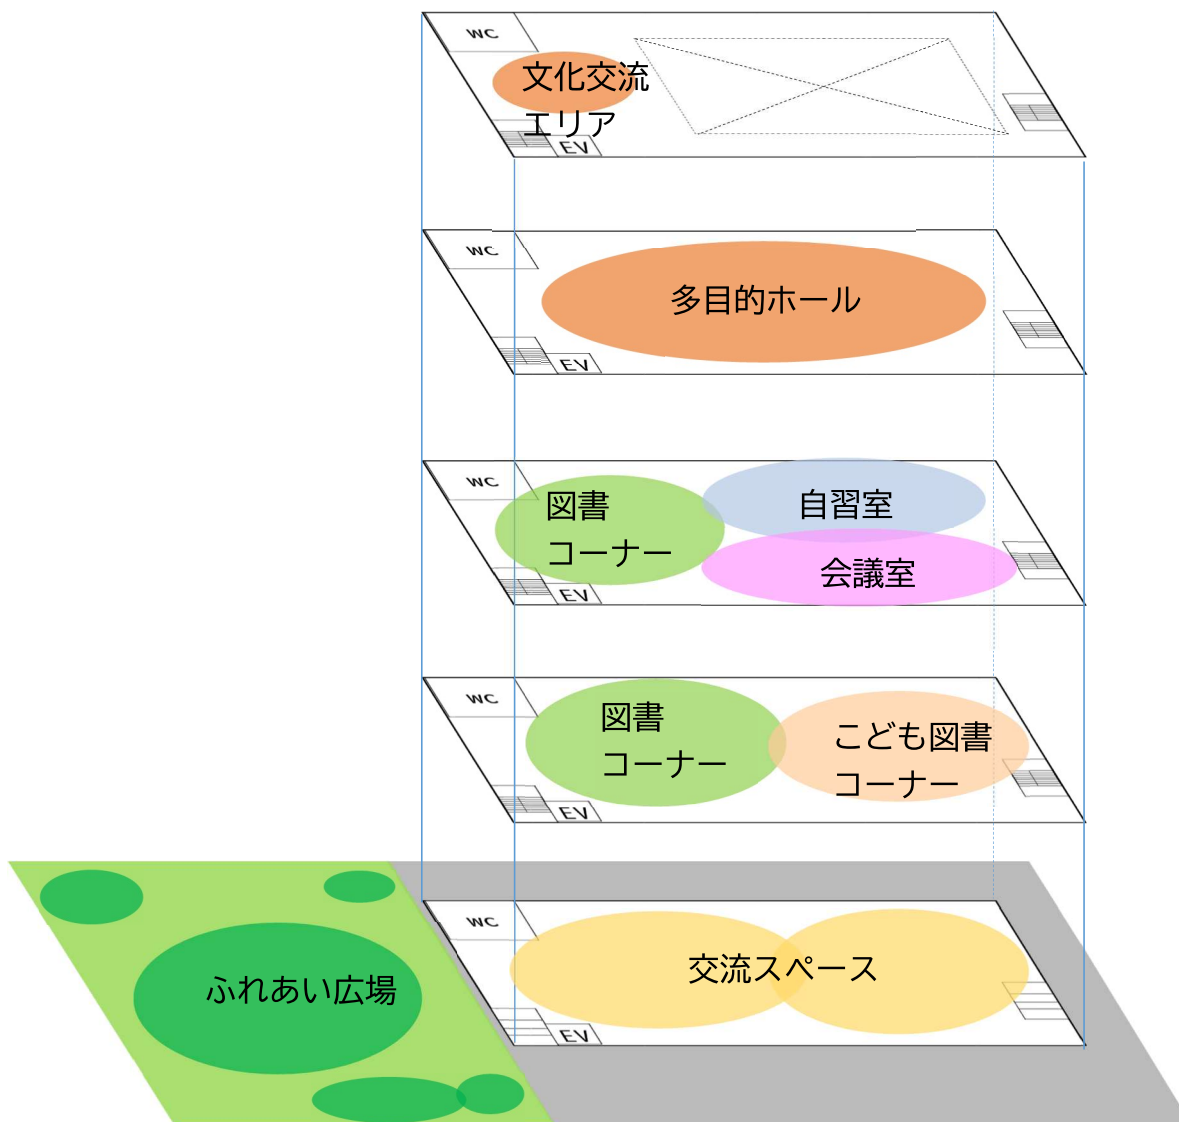 WC
文化交流
エリア
EV
WC
多目的ホール
EV
WC
図書
コーナー
自習室
会議室
EV
WC
図書
コーナー
こども図書
コーナー
EV
WC
交流スペース
ふれあい広場
EV